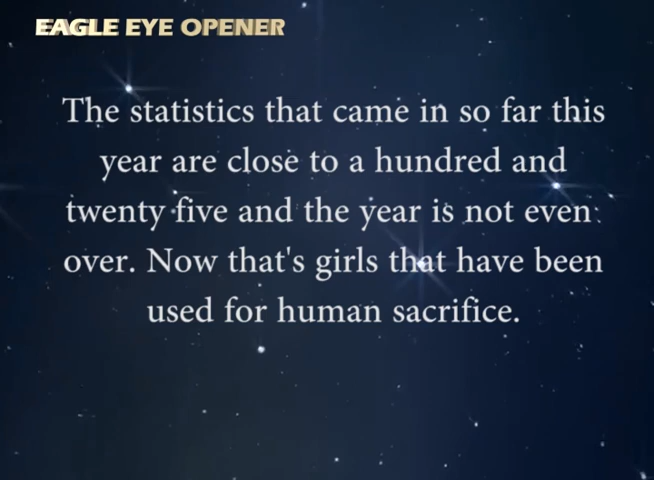 EAGLE EYE OPENER
The statistics that came in so far this
year are close to a hundred and
twenty five and the year is not even
over. Now that's girls that have been
used for human sacrifice.